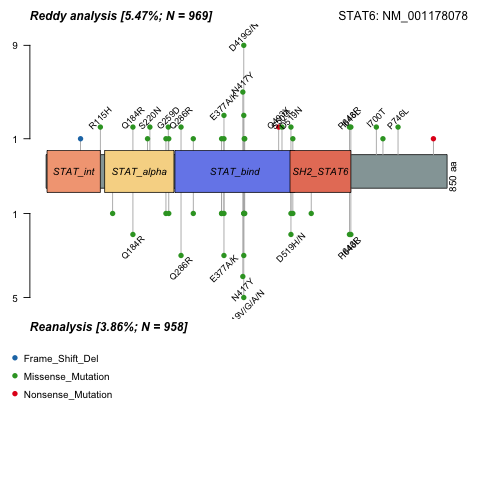 Reddy analysis [5.47%; N = 969]
STAT6: NM_001178078
9
D419G/N
N417Y
E377A/K
R115H
Q184R
S220N
G259D
Q286R
D519N
I700T
P746L
1
STAT_int
STAT_alpha
STAT_bind
SH2_STAT6
850 aa
1
Q184R
Q286R
E377A/K
N417Y
19V/G/A/N
D519H/N
5
Reanalysis [3.86%; N = 958]
Frame_Shift_Del
Missense_Mutation
Nonsense_Mutation